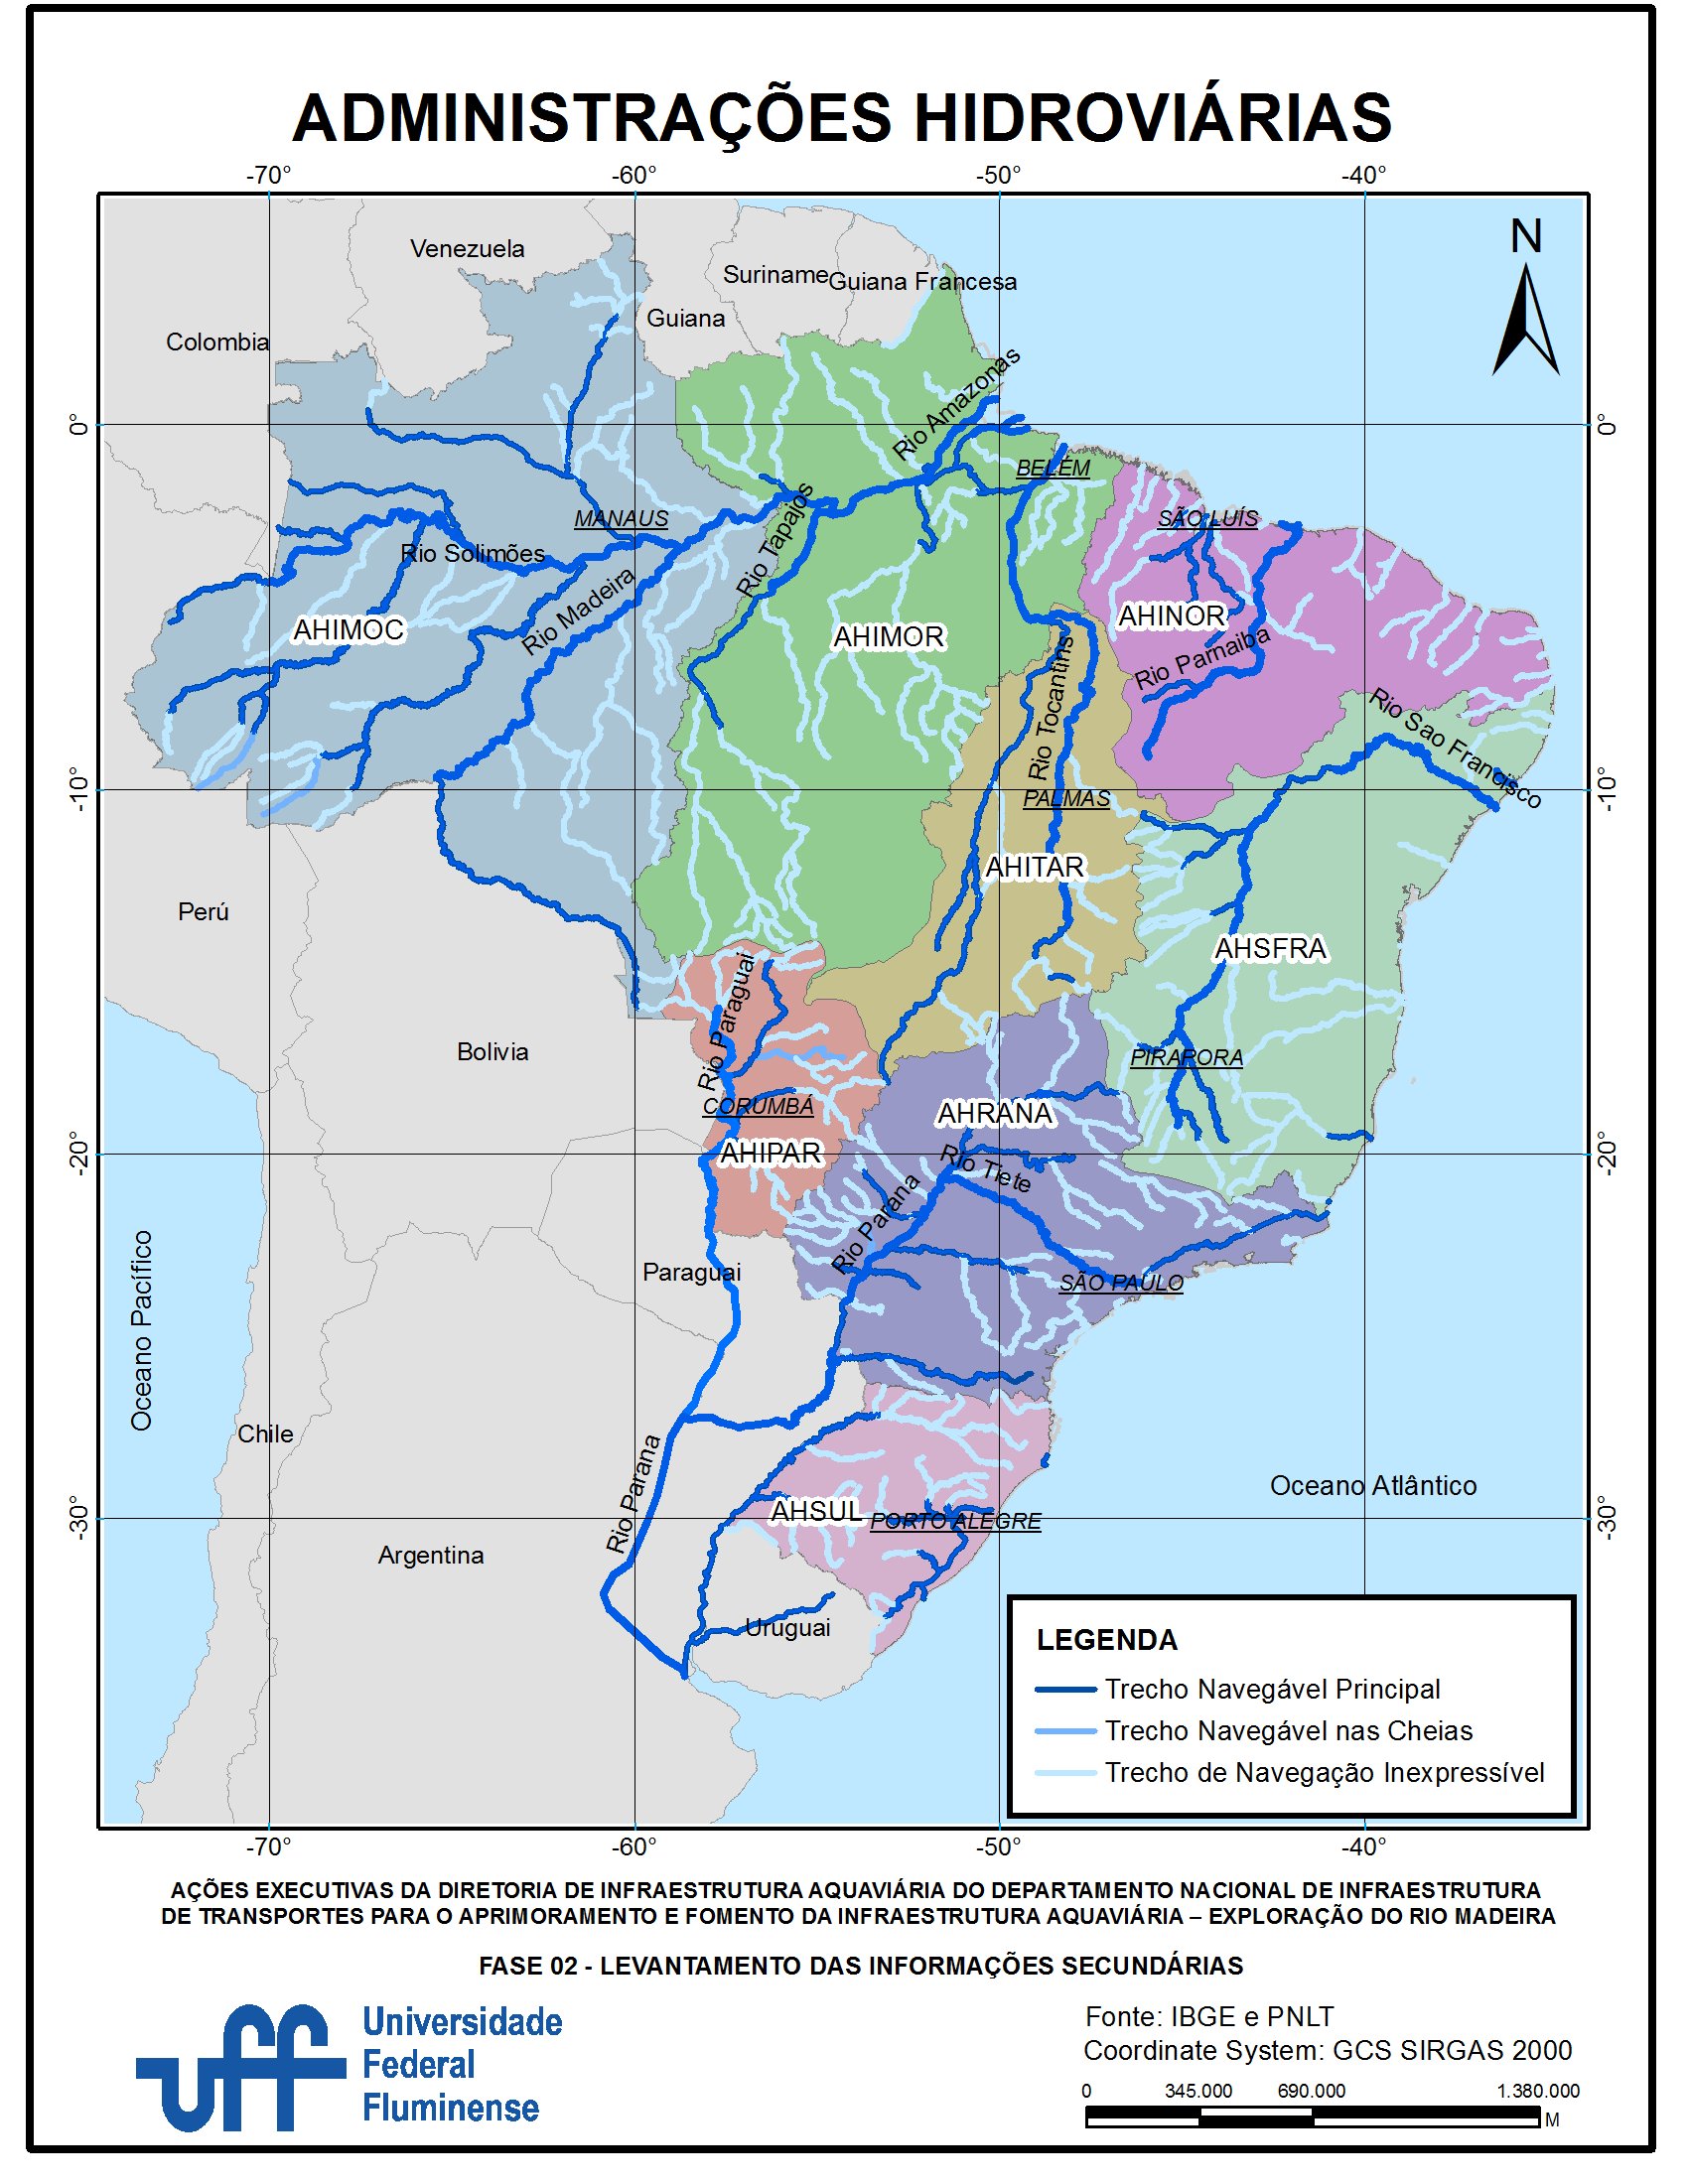 ADMINISTRAÇÕES HIDROVIÁRIAS
-70°
-60°
-50°
-40°
Venezuela
Suriname
Guiana Francesa
Guiana
Colombia
N
0°
0°
Rio Amazonas
BELÉM
MANAUS
SÃO LUÍS
Rio Solimões
Rio Tapajos
Rio Madeira
AHIMOC
AHIMOR
AHINOR
Rio Parnaiba
Rio Tocantins
Rio Sao Francisco
-10°
-10°
PALMAS
AHITAR
Perú
AHSFRA
Rio Paraguai
Bolivia
PIRAPORA
CORUMBÁ
AHRANA
AHIPAR
-20°
-20°
Rio Tiete
Rio Parana
Paraguai
SÃO PAULO
Oceano Pacífico
Chile
Rio Parana
Oceano Atlântico
AHSUL
PORTO ALEGRE
-30°
-30°
Argentina
Uruguai
LEGENDA
Trecho Navegável Principal
Trecho Navegável nas Cheias
Trecho de Navegação Inexpressível
-70°
-60°
-50°
-40°
AÇÕES EXECUTIVAS DA DIRETORIA DE INFRAESTRUTURA AQUAVIÁRIA DO DEPARTAMENTO NACIONAL DE INFRAESTRUTURA
DE TRANSPORTES PARA O APRIMORAMENTO E FOMENTO DA INFRAESTRUTURA AQUAVIÁRIA – EXPLORAÇÃO DO RIO MADEIRA
FASE 02 - LEVANTAMENTO DAS INFORMAÇÕES SECUNDÁRIAS
uff
Universidade
Federal
Fluminense
Fonte: IBGE e PNLT
Coordinate System: GCS SIRGAS 2000
0 345.000 690.000 1.380.000
M